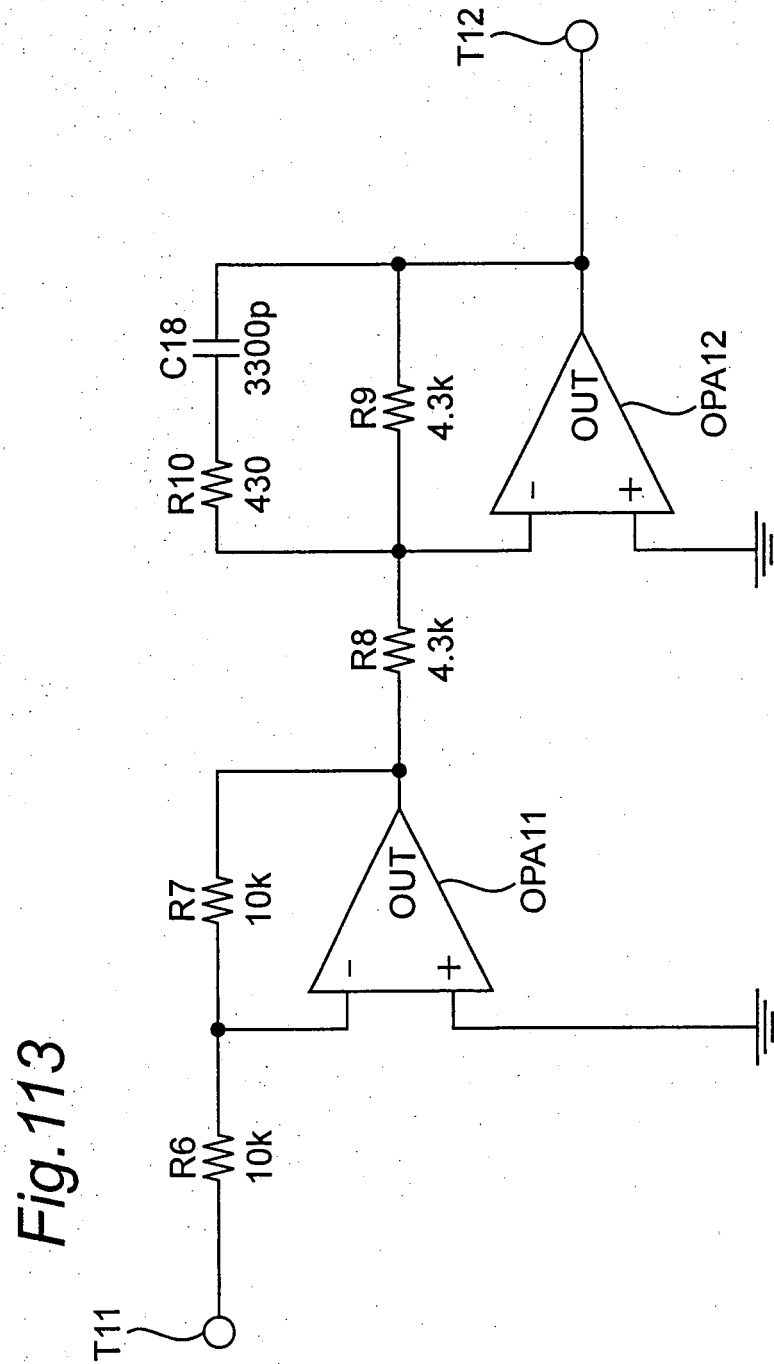 Fig.113
T11
R6
10k
R7
10k
-
+
OUT
OPA11
R8
4.3k
R10
430
C18
3300p
R9
4.3k
-
+
OUT
OPA12
T12